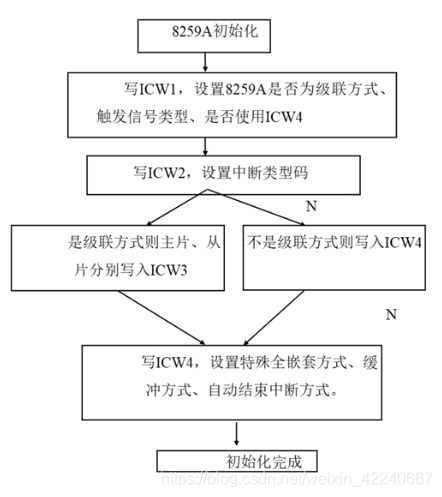 8259A初始化
写ICW1，设置8259A是否为级联方式、
触发信号类型、是否使用ICW4
写ICW2，设置中断类型码
N
是级联方式则主片、从
片分别写入ICW3
不是级联方式则写入ICW4
N
写ICW4，设置特殊全嵌套方式、缓
冲方式、自动结束中断方式。
初始化完成
https://blog.csdn.net/weixin_42240667